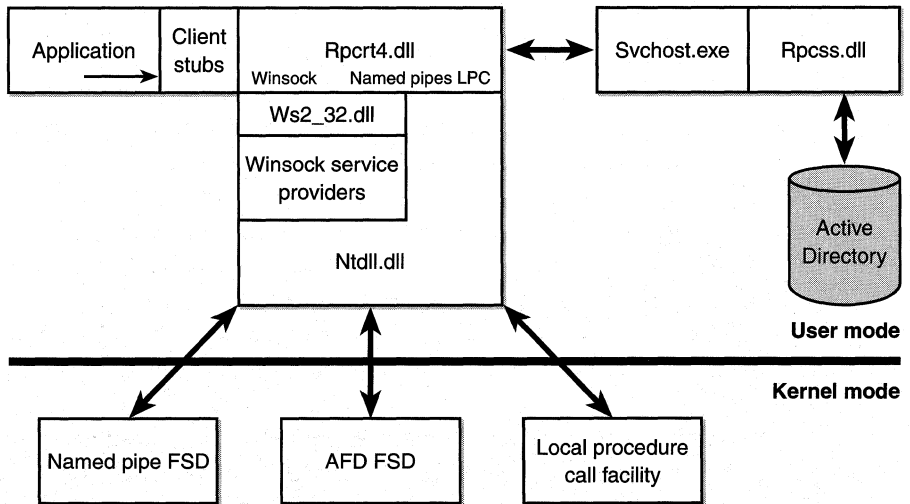 Application
Client
stubs
Rpcrt4.dll
Winsock
Named pipes LPC
Svchost.exe
Rpcss.dll
Ws2_32.dll
Winsock service
providers
Ntdll.dll
Active
Directory
User mode
Kernel mode
Named pipe FSD
AFD FSD
Local procedure
call facility